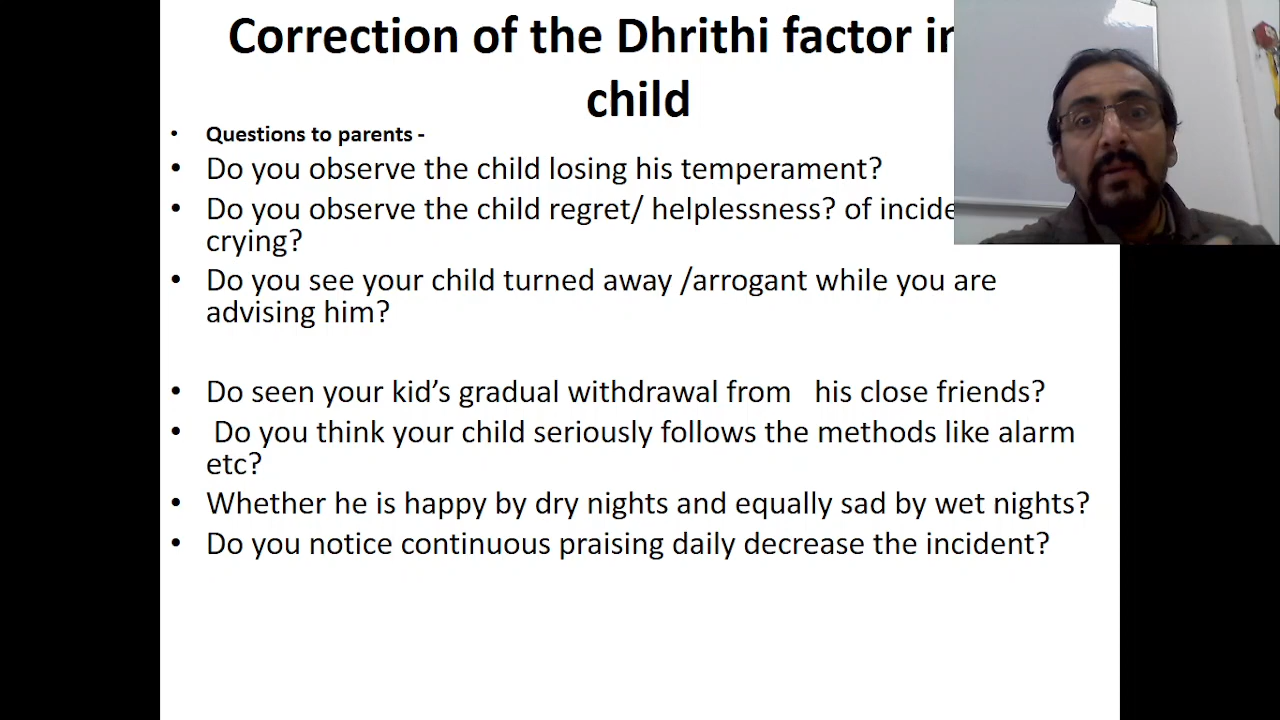 Correction of the Dhrithi factor in
child
• Questions to parents -
• Do you observe the child losing his temperament?
• Do you observe the child regret/ helplessness? of
crying?
• Do you see your child turned away /arrogant while you are
advising him?
• Do seen your kid's gradual withdrawal from   his close friends?
• Do you think your child seriously follows the methods like alarm
etc?
• Whether he is happy by dry nights and equally sad by wet nights?
• Do you notice continuous praising daily decrease the incident?